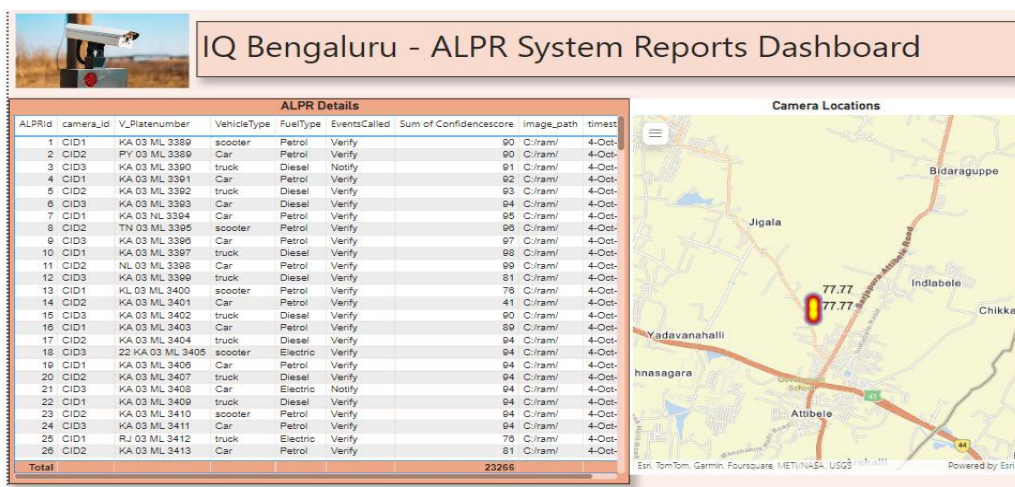 IQ Bengaluru - ALPR System Reports Dashboard
ALPR Details
ALPRId camera_id V_Platenumber VehicleType FuelType EventsCalled Sum of Confidencescore image_path timest
1 CID1 KA 03 ML 3389 scooter Petrol Verify 90 C:/ram/ 4-Oct-
2 CID2 PY 03 ML 3389 Car Petrol Verify 90 C:/ram/ 4-Oct-
3 CID3 KA 03 ML 3390 truck Diesel Notify 91 C:/ram/ 4-Oct-
4 CID1 KA 03 ML 3391 Car Petrol Verify 92 C:/ram/ 4-Oct-
5 CID2 KA 03 ML 3392 truck Diesel Verify 93 C:/ram/ 4-Oct-
6 CID3 KA 03 ML 3393 Car Diesel Verify 94 C:/ram/ 4-Oct-
7 CID1 KA 03 NL 3394 Car Petrol Verify 95 C:/ram/ 4-Oct-
8 CID2 TN 03 ML 3395 scooter Petrol Verify 96 C:/ram/ 4-Oct-
9 CID3 KA 03 ML 3396 Car Petrol Verify 97 C:/ram/ 4-Oct-
10 CID1 KA 03 ML 3397 truck Diesel Verify 98 C:/ram/ 4-Oct-
11 CID2 NL 03 ML 3398 Car Petrol Verify 99 C:/ram/ 4-Oct-
12 CID3 KA 03 ML 3399 truck Diesel Verify 81 C:/ram/ 4-Oct-
13 CID1 KL 03 ML 3400 scooter Petrol Verify 76 C:/ram/ 4-Oct-
14 CID2 KA 03 ML 3401 Car Petrol Verify 41 C:/ram/ 4-Oct-
15 CID3 KA 03 ML 3402 truck Diesel Verify 90 C:/ram/ 4-Oct-
16 CID1 KA 03 ML 3403 Car Petrol Verify 89 C:/ram/ 4-Oct-
17 CID2 KA 03 ML 3404 truck Diesel Verify 94 C:/ram/ 4-Oct-
18 CID3 22 KA 03 ML 3405 scooter Electric Verify 94 C:/ram/ 4-Oct-
19 CID1 KA 03 ML 3406 Car Petrol Verify 94 C:/ram/ 4-Oct-
20 CID2 KA 03 ML 3407 truck Diesel Verify 94 C:/ram/ 4-Oct-
21 CID3 KA 03 ML 3408 Car Electric Notify 94 C:/ram/ 4-Oct-
22 CID1 KA 03 ML 3409 truck Diesel Verify 94 C:/ram/ 4-Oct-
23 CID2 KA 03 ML 3410 scooter Petrol Verify 94 C:/ram/ 4-Oct-
24 CID3 KA 03 ML 3411 Car Petrol Verify 94 C:/ram/ 4-Oct-
25 CID1 RJ 03 ML 3412 truck Electric Verify 76 C:/ram/ 4-Oct-
26 CID2 KA 03 ML 3413 Car Petrol Verify 81 C:/ram/ 4-Oct-
Total 23266
Camera Locations
Bidaraguppe
Jigala
Sarjapura Attibele Road
Indlabele
77.77
77.77
Chikka
Yadavanahalli
hnasagara
Government School
43
Attibele
44
Esri, TomTom, Garmin, Foursquare, METI/NASA, USGS
Powered by Esri